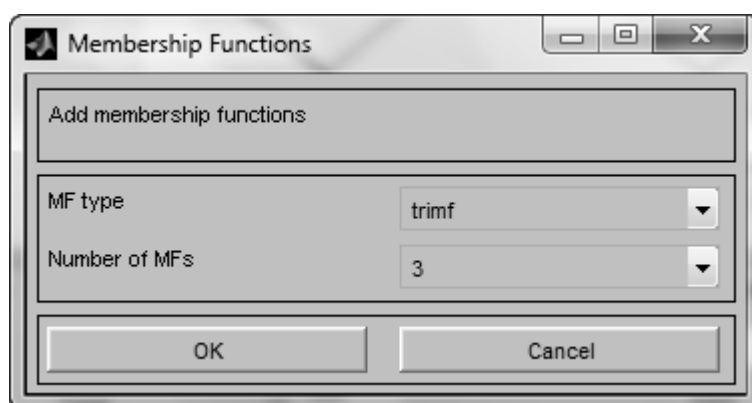 Membership Functions
Add membership functions
MF type
trimf
Number of MFs
3
OK
Cancel